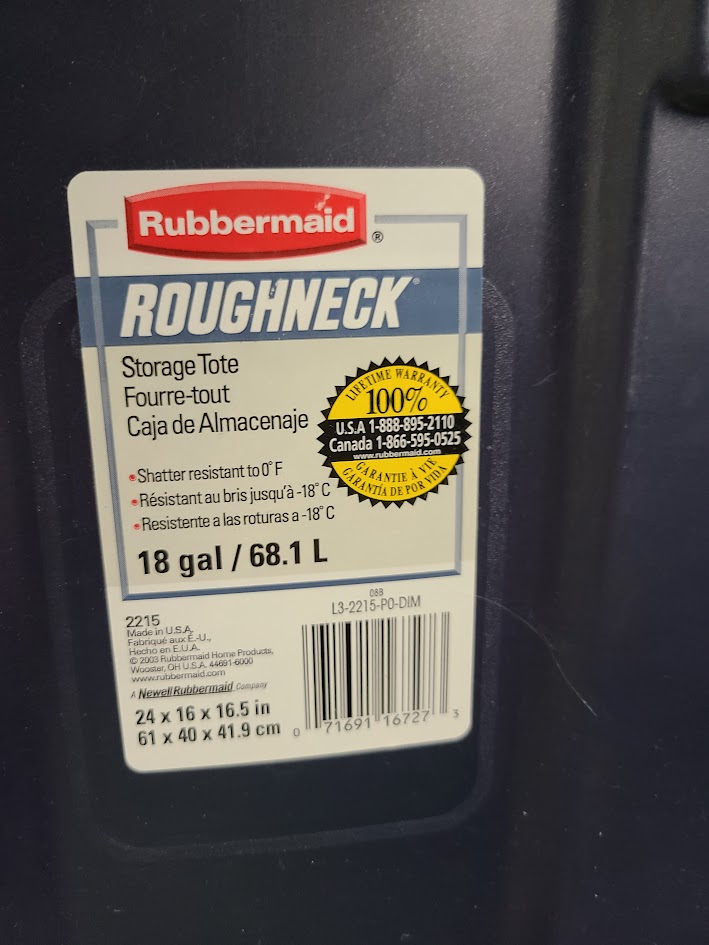 Rubbermaid®
ROUGHNECK®
Storage Tote
Fourre-tout
Caja de Almacenaje
LIFETIME WARRANTY
100%
U.S.A 1-888-895-2110
Canada 1-866-595-0525
www.rubbermaid.com
GARANTIE À VIE
GARANTÍA DE POR VIDA
•Shatter resistant to 0°F
•Résistant au bris jusqu'à -18°C
•Resistente a las roturas a -18°C
18 gal / 68.1 L
08B
L3-2215-P0-DIM
2215
Made in U.S.A.,
Fabriqué aux É.-U.,
Hecho en E.U.A.
© 2003 Rubbermaid Home Products,
Wooster, OH U.S.A. 44691-6000
www.rubbermaid.com
A Newell Rubbermaid Company
24 x 16 x 16.5 in
61 x 40 x 41.9 cm
0 71691 16727 3